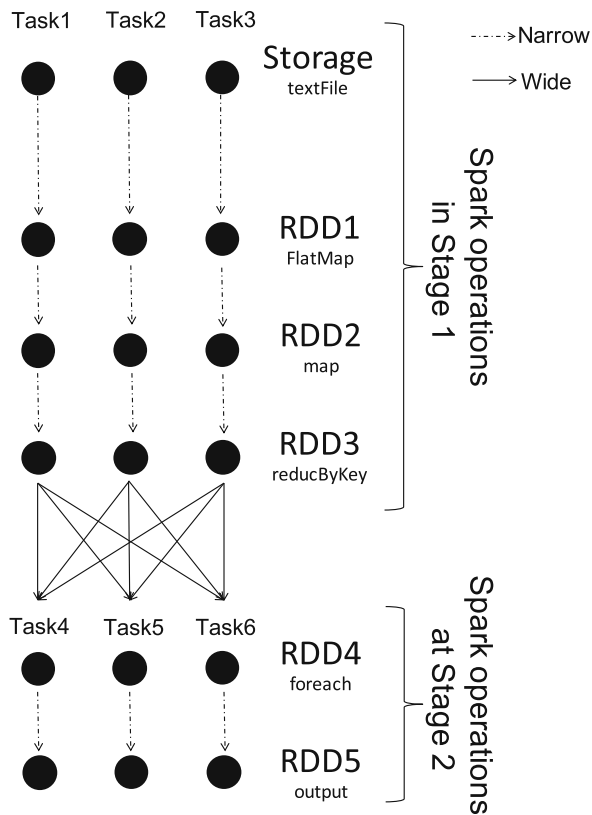 Task1 Task2 Task3
Storage
textFile
Narrow
Wide
RDD1
FlatMap
RDD2
map
RDD3
reducByKey
Spark operations
in Stage 1
Task4 Task5 Task6
RDD4
foreach
RDD5
output
Spark operations
at Stage 2